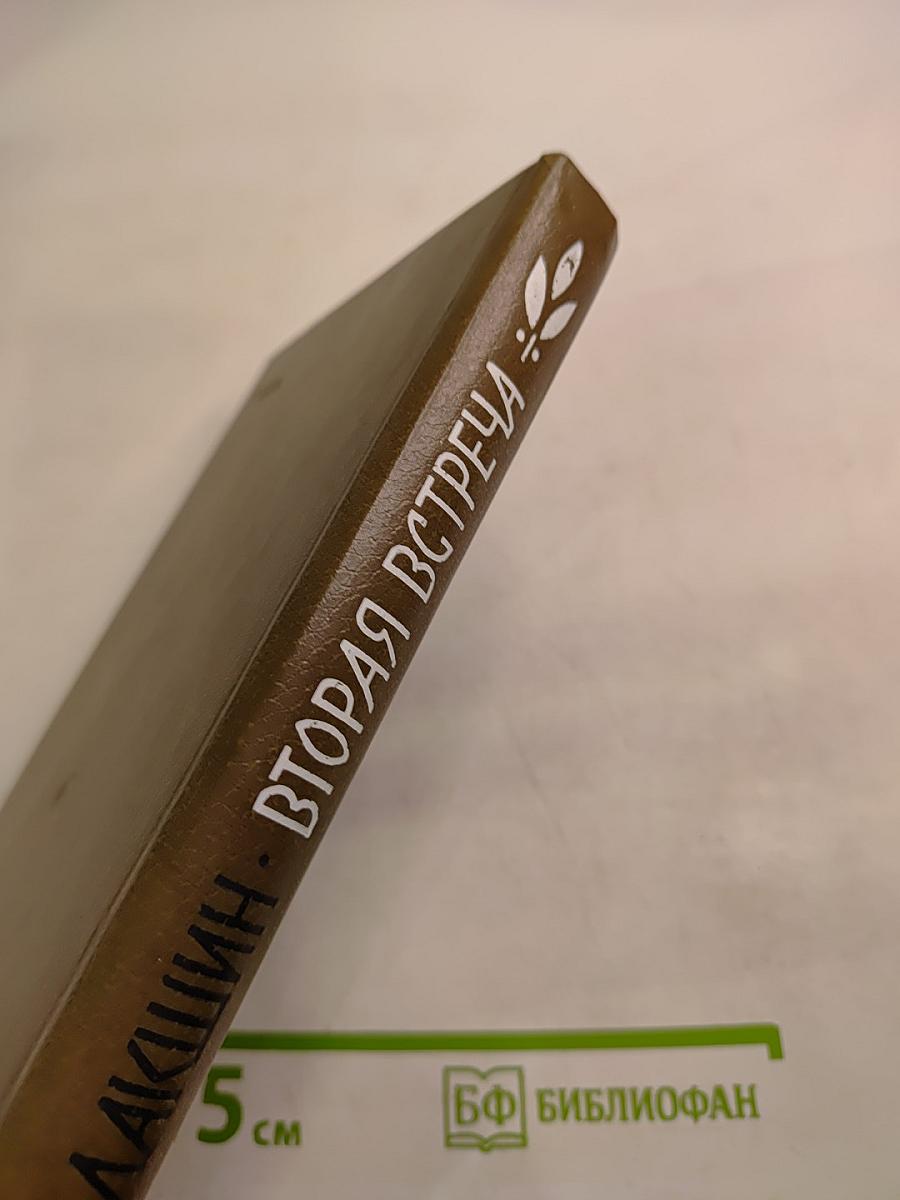 ЛАКШИН · ВТОРАЯ ВСТРЕЧА
5 см
БФ БИБЛИОФАН